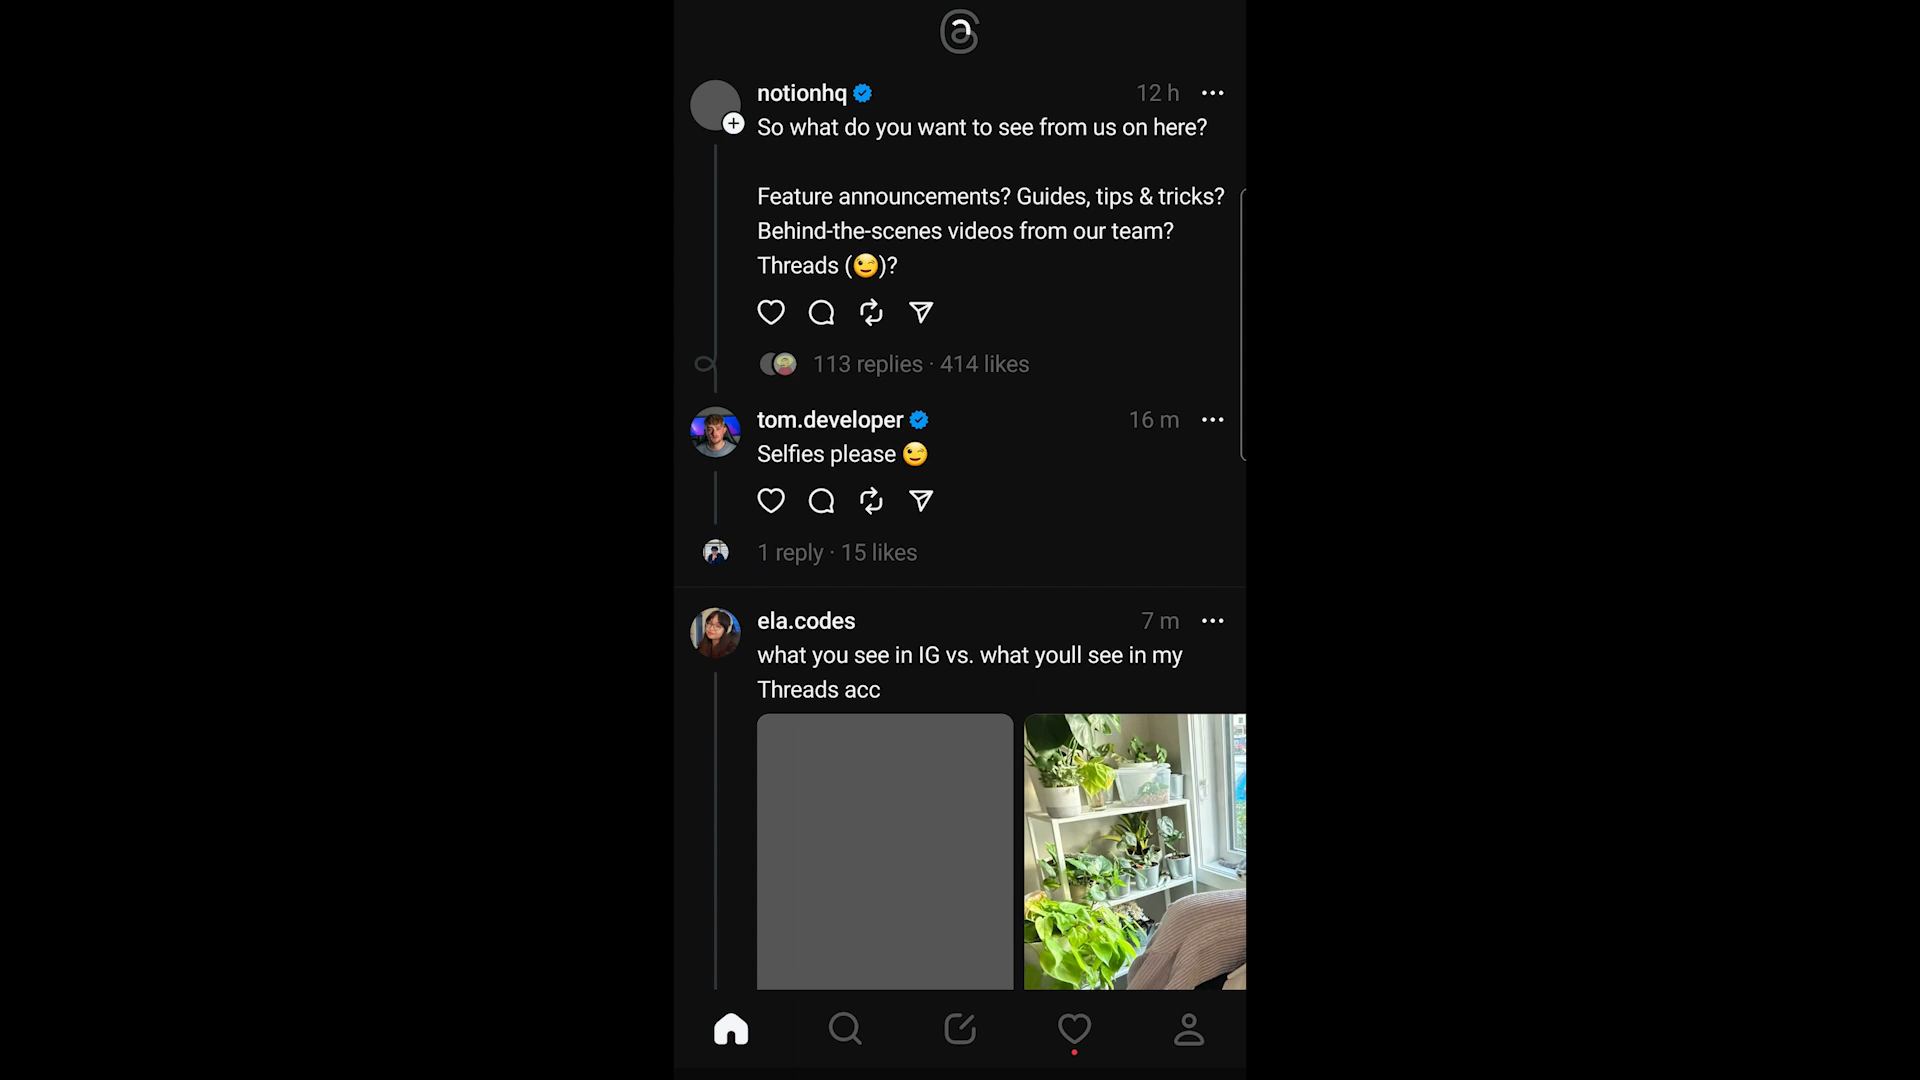 notionhq
12 h
So what do you want to see from us on here?
Feature announcements? Guides, tips & tricks?
Behind-the-scenes videos from our team?
Threads (😉)?
113 replies · 414 likes
tom.developer
16 m
Selfies please 😉
1 reply · 15 likes
ela.codes
7 m
what you see in IG vs. what youll see in my
Threads acc